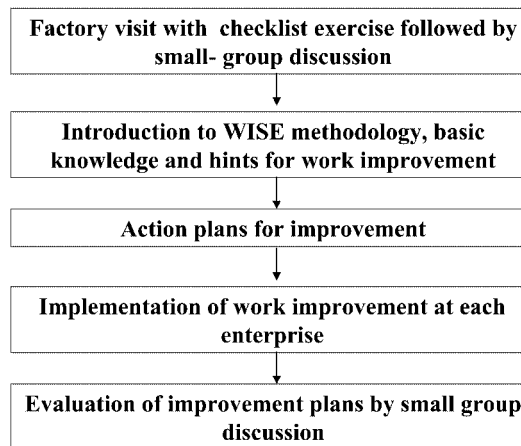 Factory visit with checklist exercise followed by
small- group discussion
Introduction to WISE methodology, basic
knowledge and hints for work improvement
Action plans for improvement
Implementation of work improvement at each
enterprise
Evaluation of improvement plans by small group
discussion